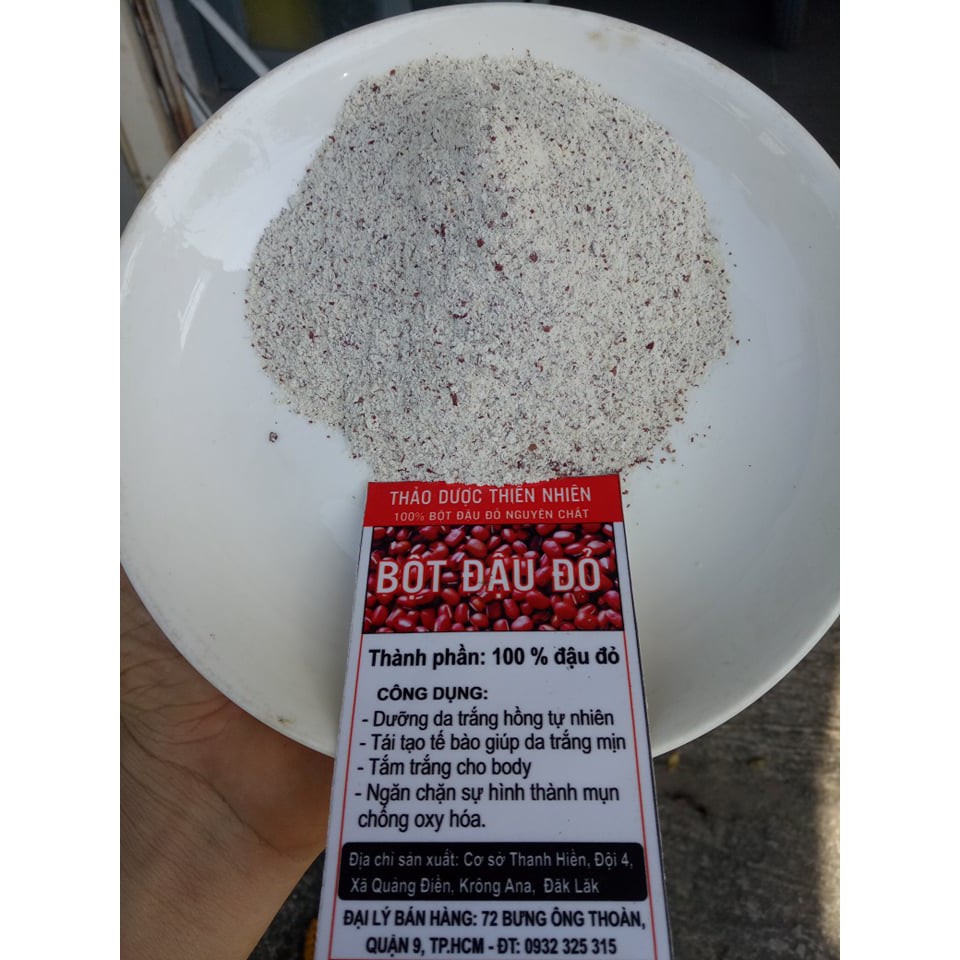 THẢO DƯỢC THIÊN NHIÊN
100% BỘT ĐẬU ĐỎ NGUYÊN CHẤT
BỘT ĐẬU ĐỎ
Thành phần: 100 % đậu đỏ
CÔNG DỤNG:
- Dưỡng da trắng hồng tự nhiên
- Tái tạo tế bào giúp da trắng mịn
- Tắm trắng cho body
- Ngăn chặn sự hình thành mụn
chống oxy hóa.
Địa chỉ sản xuất: Cơ sở Thanh Hiền, Đội 4,
Xã Quảng Điền, Krông Ana, Đăk Lăk
ĐẠI LÝ BÁN HÀNG: 72 BƯNG ÔNG THOÀN,
QUẬN 9, TP.HCM - ĐT: 0932 325 315